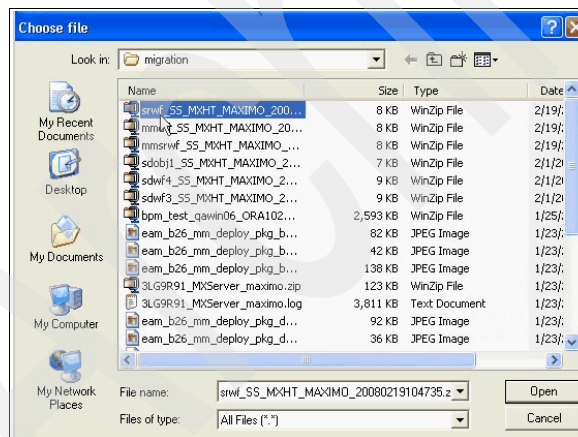 Choose file
Look in: migration
Name Size Type Date
srwf_SS_MXHT_MAXIMO_200... 8 KB WinZip File 2/19/
_SS_MXHT_MAXIMO_20... 8 KB WinZip File 2/19/
mmsrwf_SS_MXHT_MAXIMO_... 8 KB WinZip File 2/19/
sdobj1_SS_MXHT_MAXIMO_2... 7 KB WinZip File 2/1/2
sdwf4_SS_MXHT_MAXIMO_2... 9 KB WinZip File 2/1/2
sdwf3_SS_MXHT_MAXIMO_2... 9 KB WinZip File 2/1/2
bpm_test_qawin06_ORA102... 2,593 KB WinZip File 1/25/
eam_b26_mm_deploy_pkg_b... 82 KB JPEG Image 1/23/
eam_b26_mm_deploy_pkg_b... 42 KB JPEG Image 1/23/
eam_b26_mm_deploy_pkg_b... 138 KB JPEG Image 1/23/
3LG9R91_MXServer_maximo.zip 123 KB WinZip File 1/23/
3LG9R91_MXServer_maximo.log 3,811 KB Text Document 1/23/
eam_b26_mm_deploy_pkg_d... 92 KB JPEG Image 1/23/
eam_b26_mm_deploy_pkg_d... 36 KB JPEG Image 1/23/
My Recent
Documents
Desktop
My Documents
My Computer
My Network
Places
File name: srwf_SS_MXHT_MAXIMO_20080219104735.z Open
Files of type: All Files (*.*) Cancel